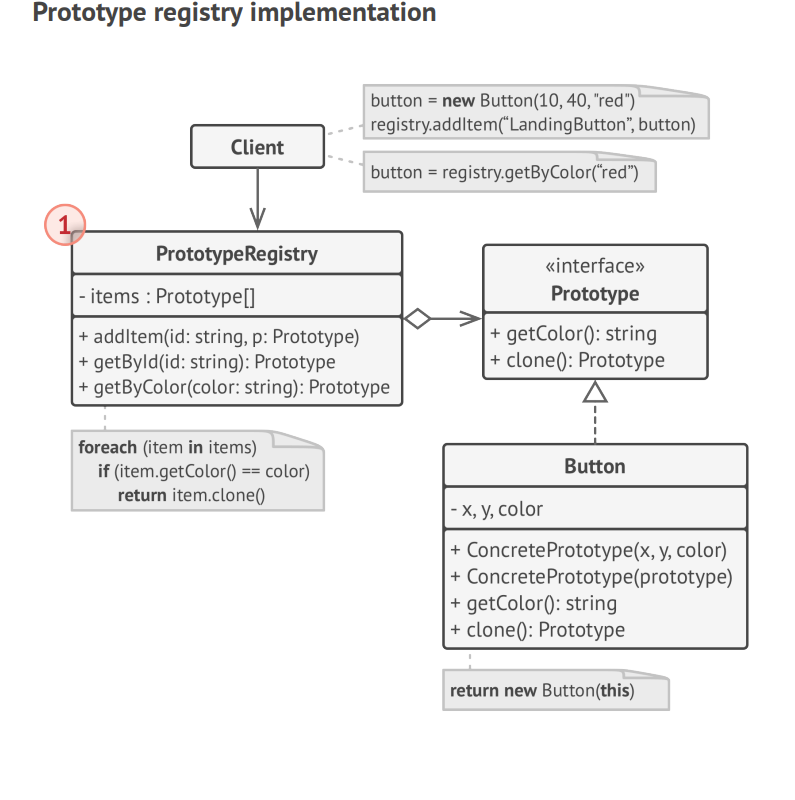 Prototype registry implementation
button = new Button(10, 40, "red")
registry.addItem(“LandingButton”, button)
Client
button = registry.getByColor(“red”)
1
PrototypeRegistry
- items : Prototype[]
+ addItem(id: string, p: Prototype)
+ getById(id: string): Prototype
+ getByColor(color: string): Prototype
foreach (item in items)
if (item.getColor() == color)
return item.clone()
«interface»
Prototype
+ getColor(): string
+ clone(): Prototype
Button
- x, y, color
+ ConcretePrototype(x, y, color)
+ ConcretePrototype(prototype)
+ getColor(): string
+ clone(): Prototype
return new Button(this)